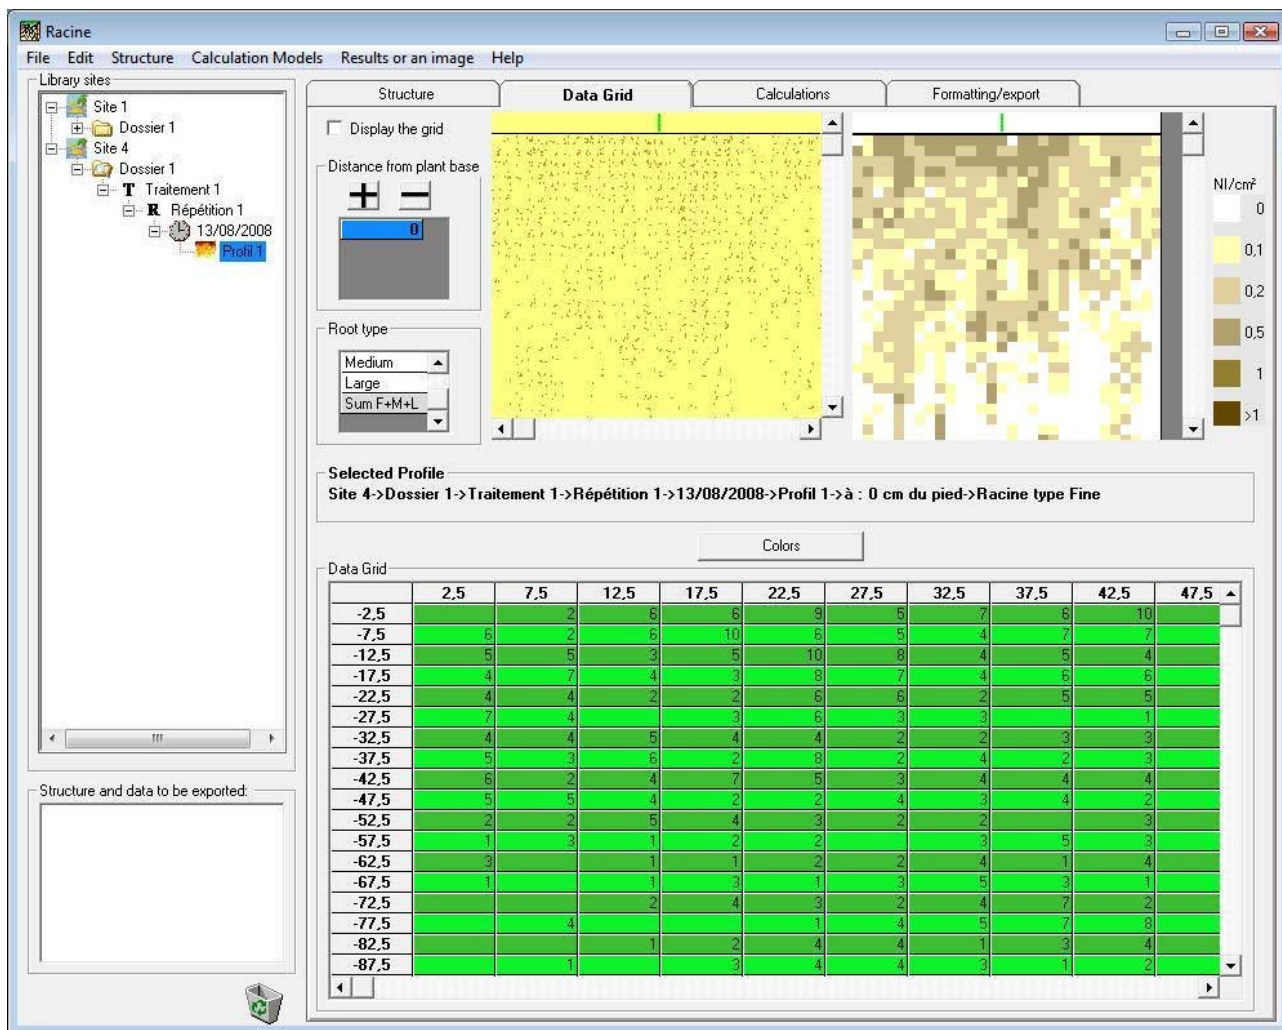 Racine
File Edit Structure Calculation Models Results or an image Help
Library sites
Site 1
Dossier 1
Site 4
Dossier 1
T Traitement 1
R Répétition 1
13/08/2008
Profil 1
Structure and data to be exported:
Structure Data Grid Calculations Formatting/export
Display the grid
Distance from plant base
+ −
0
Root type
Medium
Large
Sum F+M+L
NI/cm²
0
0,1
0,2
0,5
1
>1
Selected Profile
Site 4->Dossier 1->Traitement 1->Répétition 1->13/08/2008->Profil 1->à : 0 cm du pied->Racine type Fine
Colors
Data Grid
2,5 7,5 12,5 17,5 22,5 27,5 32,5 37,5 42,5 47,5
-2,5 2 6 6 9 5 7 6 10
-7,5 6 2 6 10 6 5 4 7 7
-12,5 5 5 3 5 10 8 4 5 4
-17,5 4 7 4 3 8 7 4 6 6
-22,5 4 4 2 2 6 6 2 5 5
-27,5 7 4 3 6 3 3 1
-32,5 4 4 5 4 4 2 2 3 3
-37,5 5 3 6 2 8 2 4 2 3
-42,5 6 2 4 7 5 3 4 4 4
-47,5 5 5 4 2 2 4 3 4 2
-52,5 2 2 5 4 3 2 2 3
-57,5 1 3 1 2 2 3 5 3
-62,5 3 1 1 2 2 4 1 4
-67,5 1 1 3 1 3 5 3 1
-72,5 2 4 3 2 4 7 2
-77,5 4 1 4 5 7 8
-82,5 1 2 4 4 1 3 4
-87,5 1 3 4 4 3 1 2